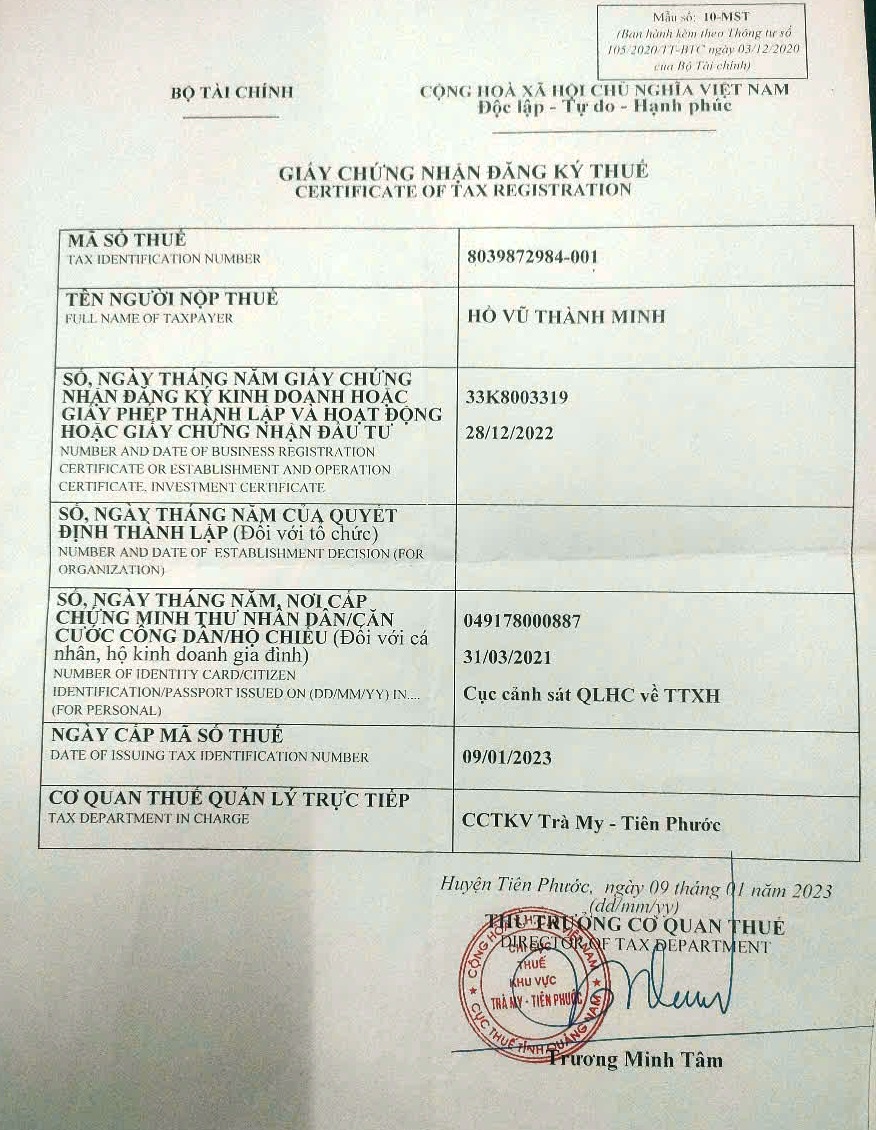 Mẫu số: 10-MST
(Ban hành kèm theo Thông tư số
105/2020/TT-BTC ngày 03/12/2020
của Bộ Tài chính)
BỘ TÀI CHÍNH
CỘNG HOÀ XÃ HỘI CHỦ NGHĨA VIỆT NAM
Độc lập - Tự do - Hạnh phúc
GIẤY CHỨNG NHẬN ĐĂNG KÝ THUẾ
CERTIFICATE OF TAX REGISTRATION
MÃ SỐ THUẾ
TAX IDENTIFICATION NUMBER
8039872984-001
TÊN NGƯỜI NỘP THUẾ
FULL NAME OF TAXPAYER
HỒ VŨ THÀNH MINH
SỐ, NGÀY THÁNG NĂM GIẤY CHỨNG
NHẬN ĐĂNG KÝ KINH DOANH HOẶC
GIẤY PHÉP THÀNH LẬP VÀ HOẠT ĐỘNG
HOẶC GIẤY CHỨNG NHẬN ĐẦU TƯ
NUMBER AND DATE OF BUSINESS REGISTRATION
CERTIFICATE OR ESTABLISHMENT AND OPERATION
CERTIFICATE, INVESTMENT CERTIFICATE
33K8003319
28/12/2022
SỐ, NGÀY THÁNG NĂM CỦA QUYẾT
ĐỊNH THÀNH LẬP (Đối với tổ chức)
NUMBER AND DATE OF ESTABLISHMENT DECISION (FOR
ORGANIZATION)
SỐ, NGÀY THÁNG NĂM, NƠI CẤP
CHỨNG MINH THƯ NHÂN DÂN/CĂN
CƯỚC CÔNG DÂN/HỘ CHIẾU (Đối với cá
nhân, hộ kinh doanh gia đình)
NUMBER OF IDENTITY CARD/CITIZEN
IDENTIFICATION/PASSPORT ISSUED ON (DD/MM/YY) IN....
(FOR PERSONAL)
049178000887
31/03/2021
Cục cảnh sát QLHC về TTXH
NGÀY CẤP MÃ SỐ THUẾ
DATE OF ISSUING TAX IDENTIFICATION NUMBER
09/01/2023
CƠ QUAN THUẾ QUẢN LÝ TRỰC TIẾP
TAX DEPARTMENT IN CHARGE
CCTKV Trà My - Tiên Phước
Huyện Tiên Phước, ngày 09 tháng 01 năm 2023
(dd/mm/yy)
THỦ TRƯỞNG CƠ QUAN THUẾ
DIRECTOR OF TAX DEPARTMENT
CHI CỤC
THUẾ
KHU VỰC
TRÀ MY - TIÊN PHƯỚC
CỤC THUẾ TỈNH QUẢNG NAM
Trương Minh Tâm